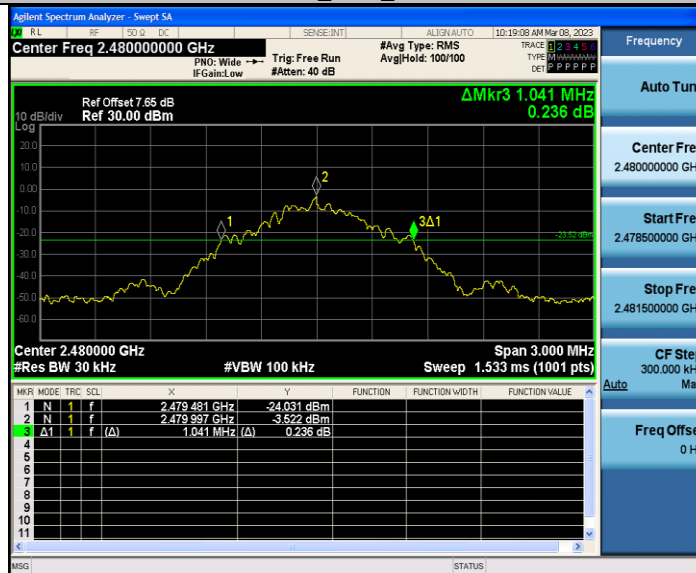 Agilent Spectrum Analyzer - Swept SA
RL RF 50 Ω DC SENSE:INT ALIGN AUTO 10:19:08 AM Mar 08, 2023
Center Freq 2.480000000 GHz
PNO: Wide
IFGain:Low
Trig: Free Run
#Atten: 40 dB
#Avg Type: RMS
Avg|Hold: 100/100
TRACE 1 2 3 4 5 6
TYPE M
DET P P P P P P
Frequency
Ref Offset 7.65 dB
Ref 30.00 dBm
10 dB/div
Log
ΔMkr3 1.041 MHz
0.236 dB
20.0
10.0
0.00
-10.0
-20.0
-30.0
-40.0
-50.0
-60.0
1
2
3Δ1
-23.52 dBm
Center 2.480000 GHz Span 3.000 MHz
#Res BW 30 kHz #VBW 100 kHz Sweep 1.533 ms (1001 pts)
MKR MODE TRC SCL X Y FUNCTION FUNCTION WIDTH FUNCTION VALUE
1 N 1 f 2.479 481 GHz -24.031 dBm
2 N 1 f 2.479 997 GHz -3.522 dBm
3 Δ1 1 f (Δ) 1.041 MHz (Δ) 0.236 dB
4
5
6
7
8
9
10
11
MSG STATUS
Auto Tun
Center Fre
2.480000000 GH
Start Fre
2.478500000 GH
Stop Fre
2.481500000 GH
CF Ste
300.000 kH
Auto Ma
Freq Offse
0 H